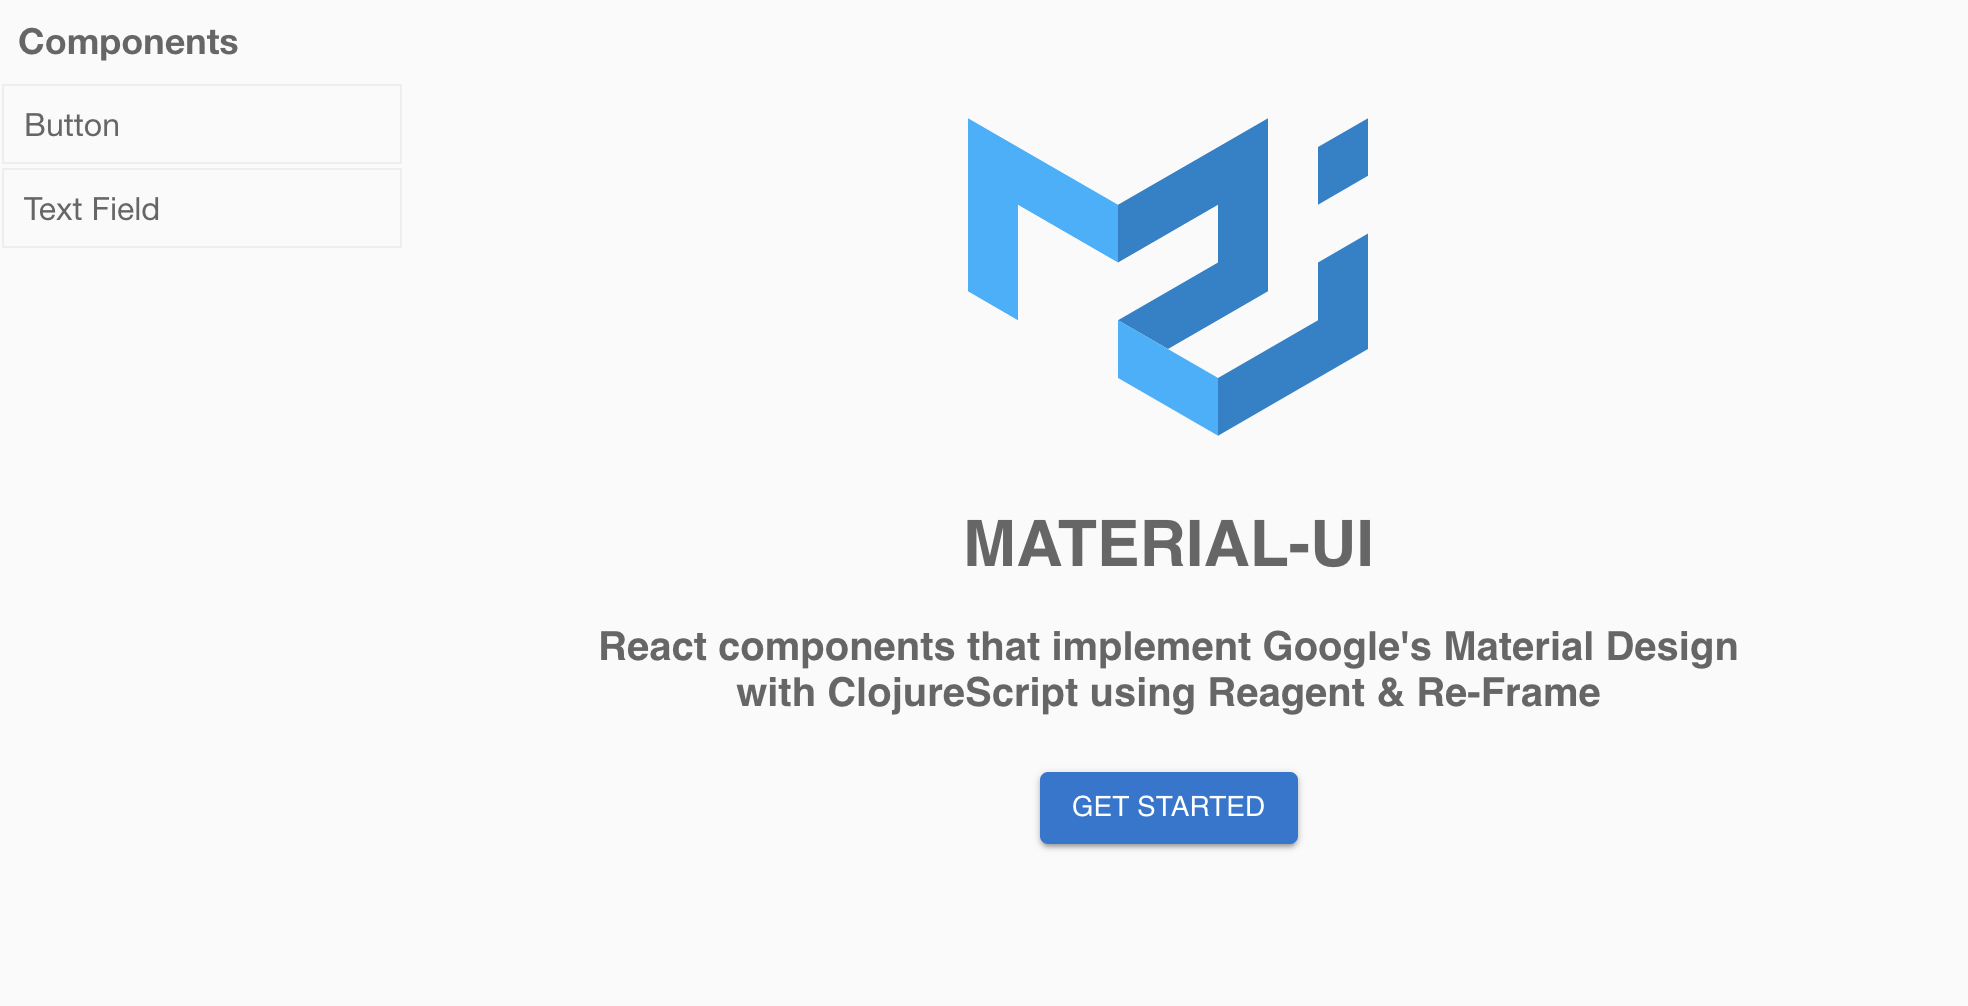 Components
Button
Text Field
MATERIAL-UI
React components that implement Google's Material Design
with ClojureScript using Reagent & Re-Frame
GET STARTED